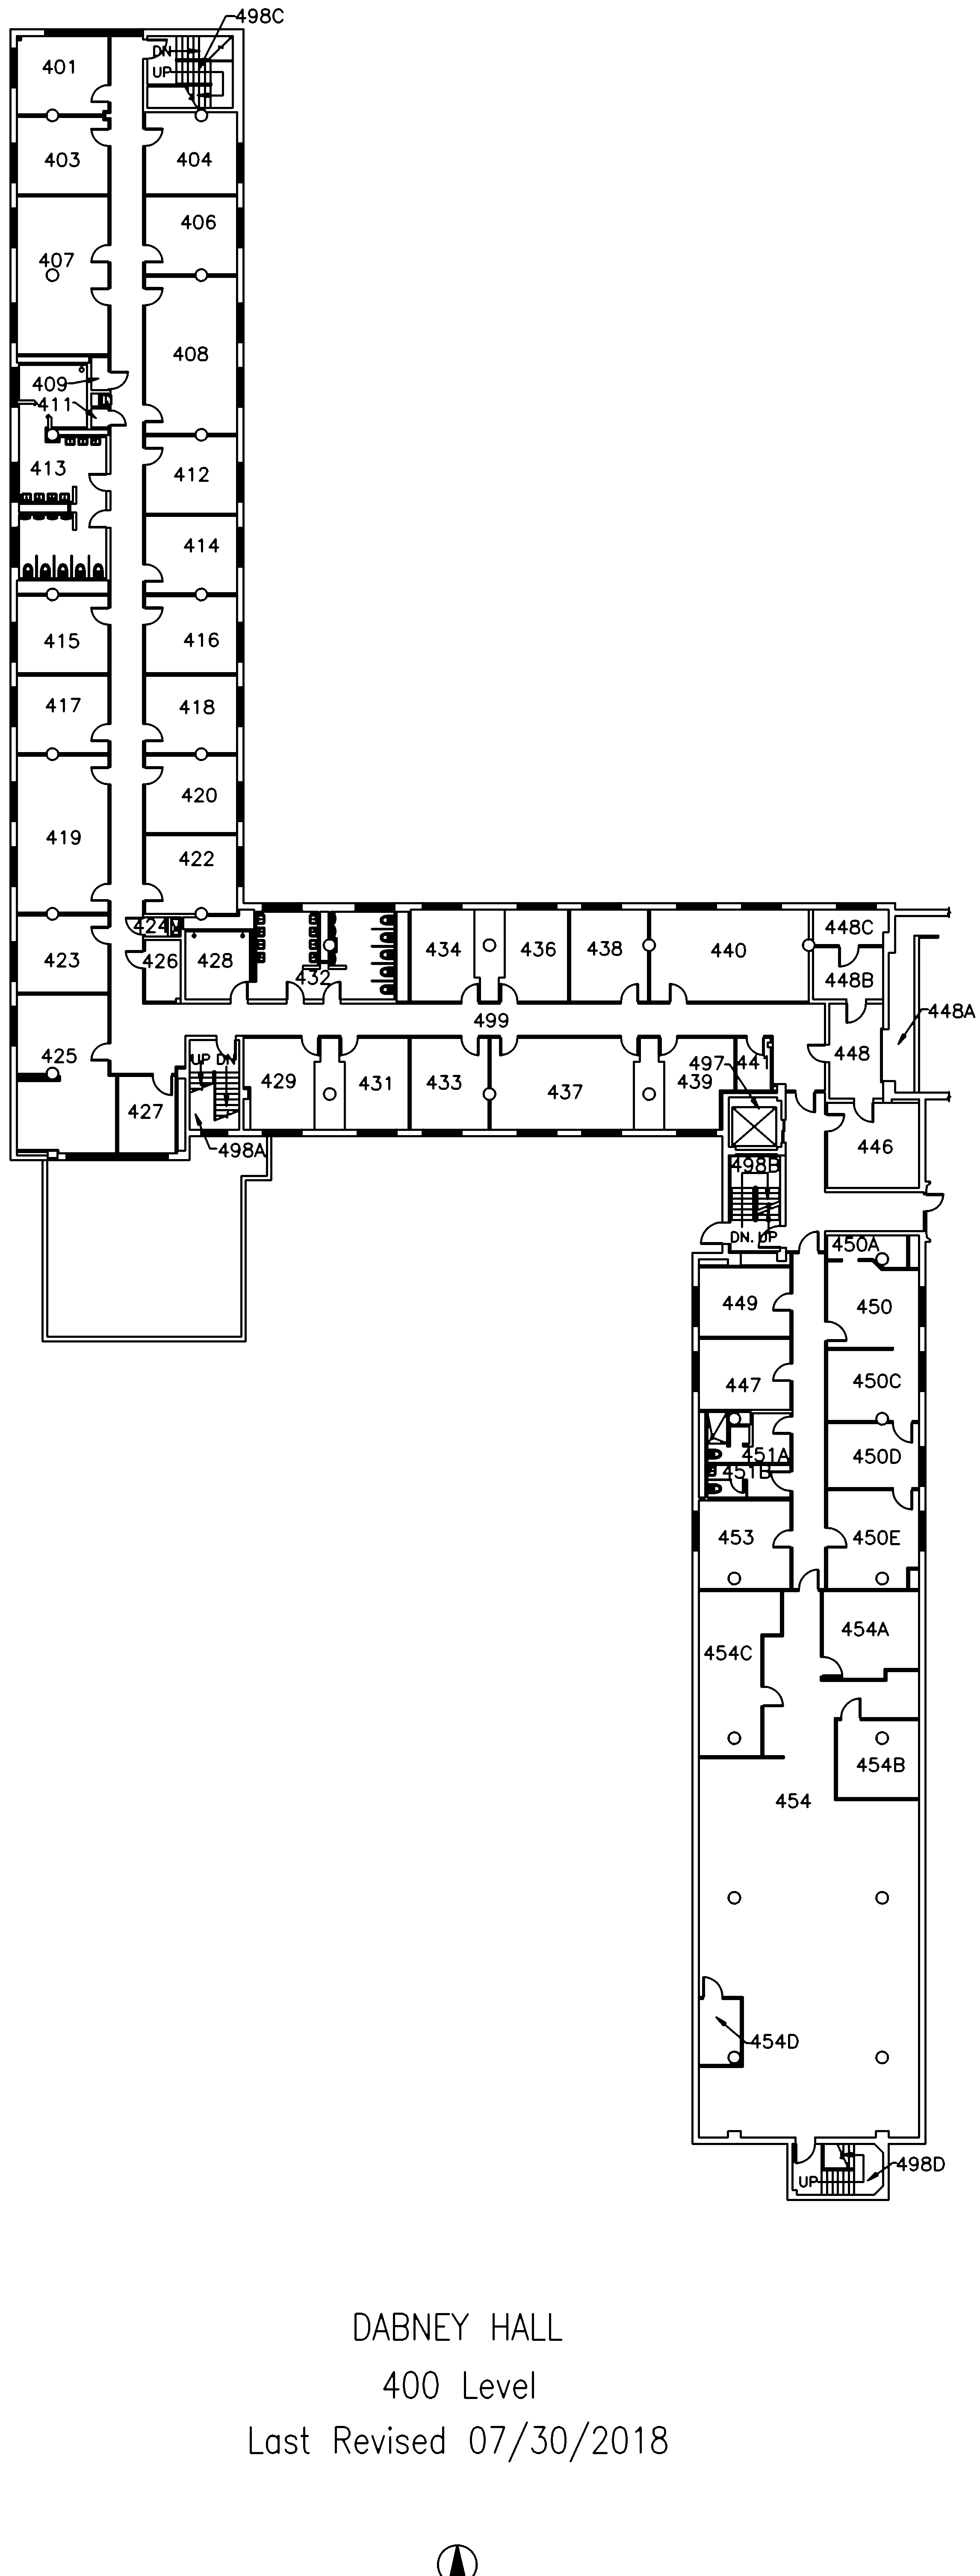 498C
DN
401
UP
403
404
406
407
408
409
411
413
412
414
415
416
417
418
420
419
422
424
448C
423
426
428
432
434
436
438
440
448B
499
448A
425
UP DN
429
431
433
437
439
497
441
448
427
498A
498B
446
DN. UP
450A
449
450
447
450C
451A
450D
451B
453
450E
454A
454C
454B
454
454D
498D
UP
DABNEY HALL
400 Level
Last Revised 07/30/2018